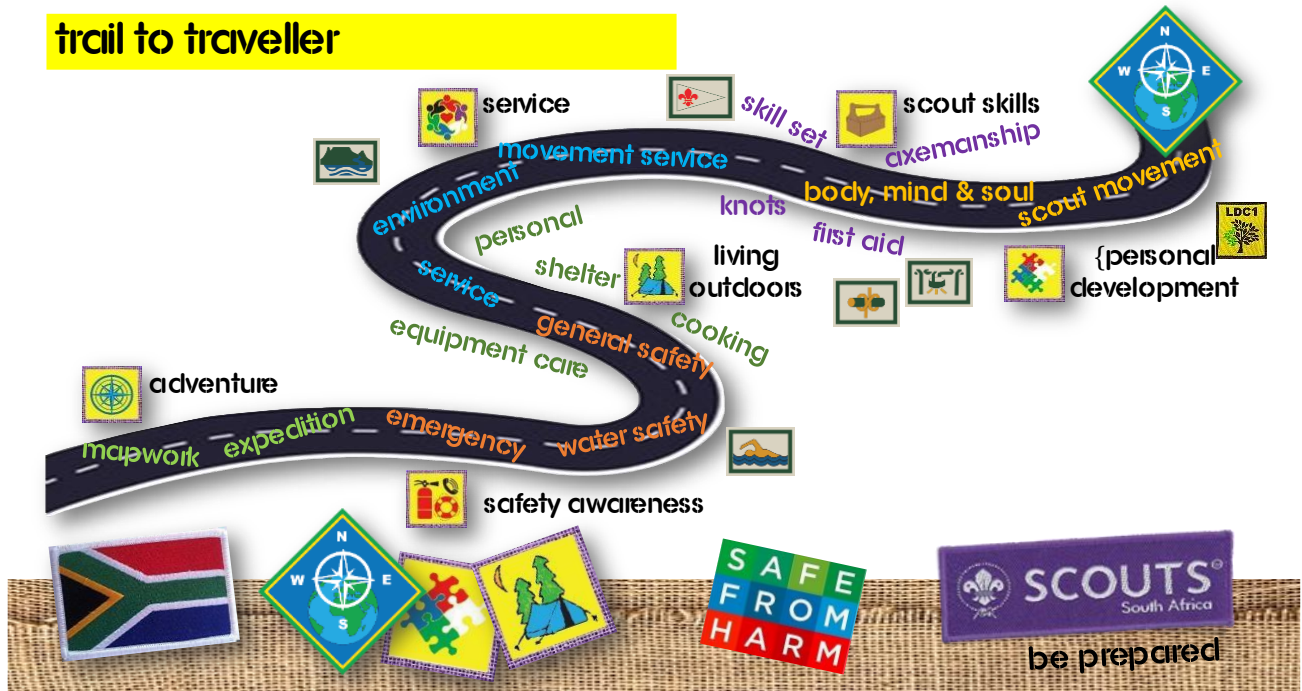 trail to traveller
N
W E
S
service
skill set
scout skills
axemanship
movement service
environment
body, mind & soul
scout movement
knots
first aid
personal
LDC1
shelter
living
outdoors
{personal
development
service
general safety
cooking
equipment care
adventure
mapwork
expedition
emergency
water safety
safety awareness
N
W E
S
SAFE
FROM
HARM
SCOUTS®
South Africa
be prepared